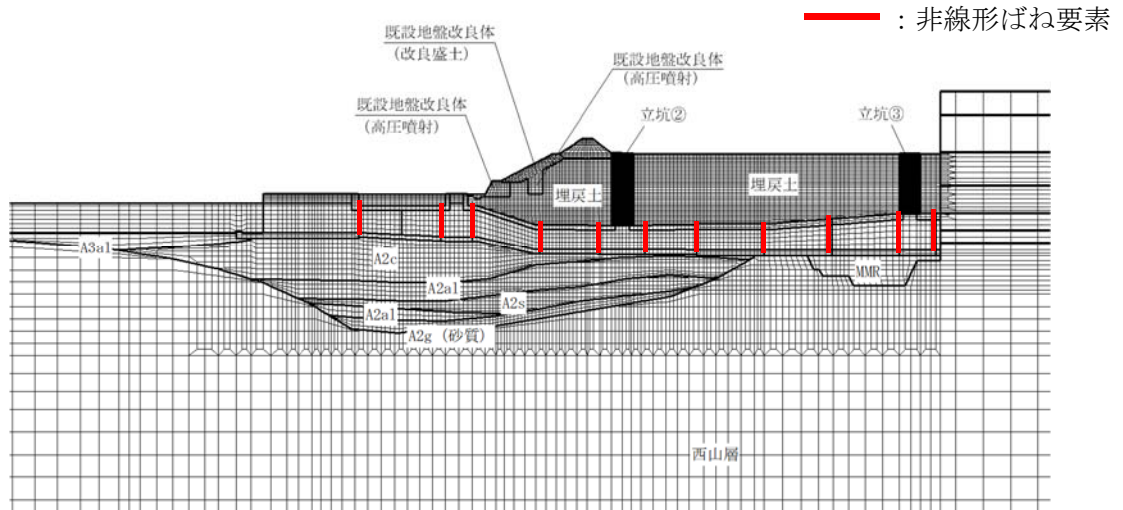 ：非線形ばね要素
既設地盤改良体
(改良盛土)
既設地盤改良体
(高圧噴射)
既設地盤改良体
(高圧噴射)
立坑②
立坑③
埋戻土
埋戻土
A3al
A2c
A2al
A2s
A2al
A2g（砂質）
MMR
西山層